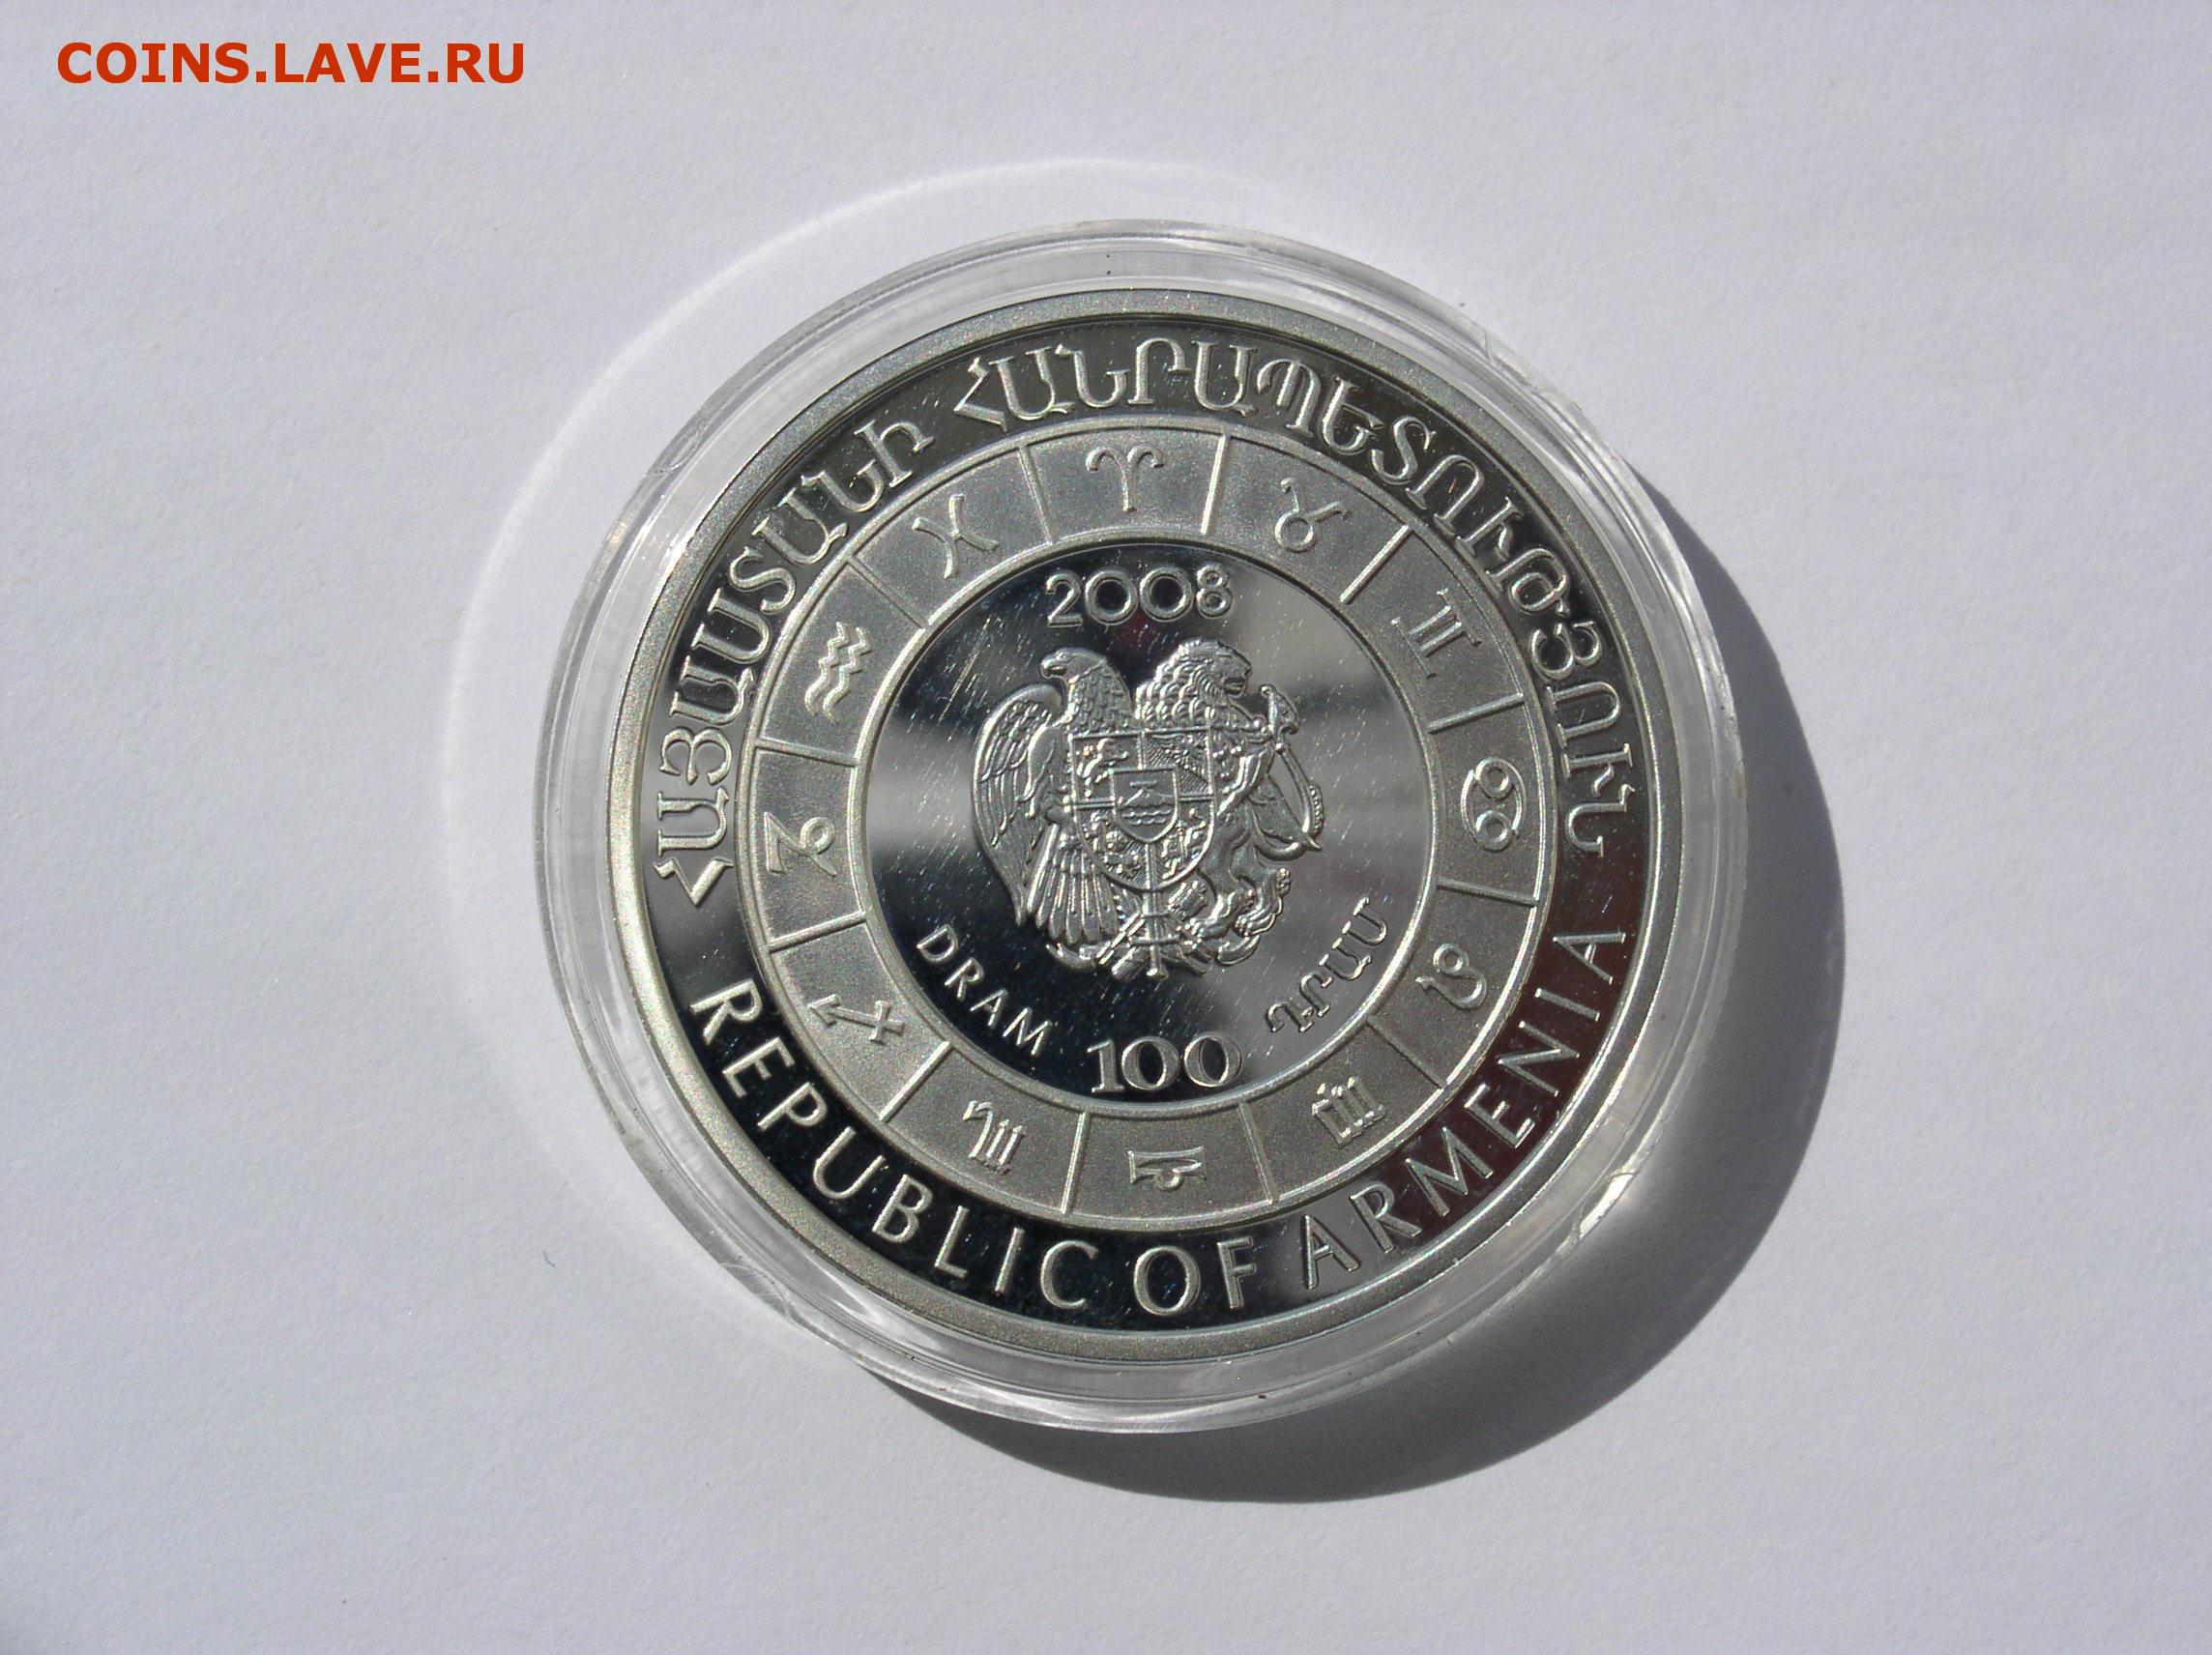 COINS.LAVE.RU
ՀԱՅԱՍՏԱՆԻ ՀԱՆՐԱՊԵՏՈՒԹՅՈՒՆ
2008
DRAM 100 ԴՐԱՄ
REPUBLIC OF ARMENIA